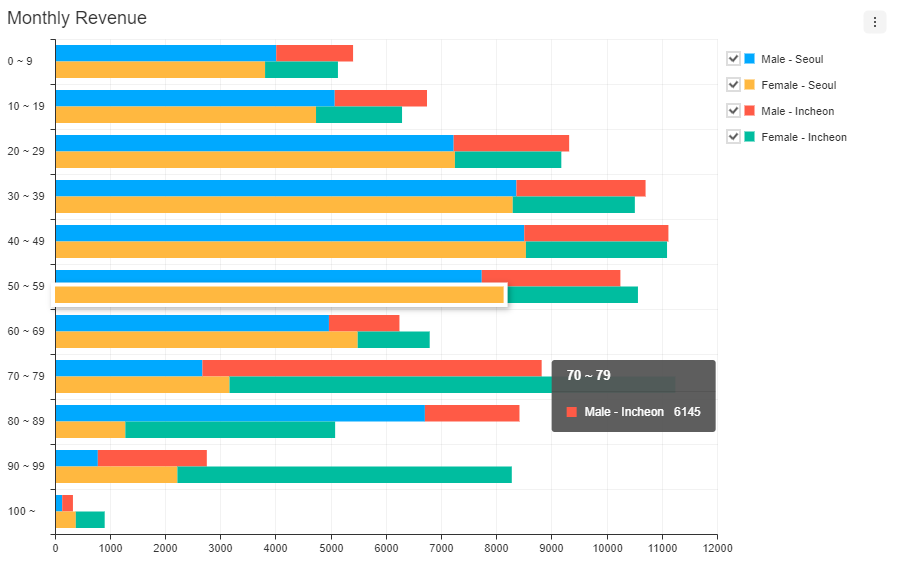 Monthly Revenue
0 ~ 9
10 ~ 19
20 ~ 29
30 ~ 39
40 ~ 49
50 ~ 59
60 ~ 69
70 ~ 79
80 ~ 89
90 ~ 99
100 ~
0 1000 2000 3000 4000 5000 6000 7000 8000 9000 10000 11000 12000
Male - Seoul
Female - Seoul
Male - Incheon
Female - Incheon
70 ~ 79
Male - Incheon 6145